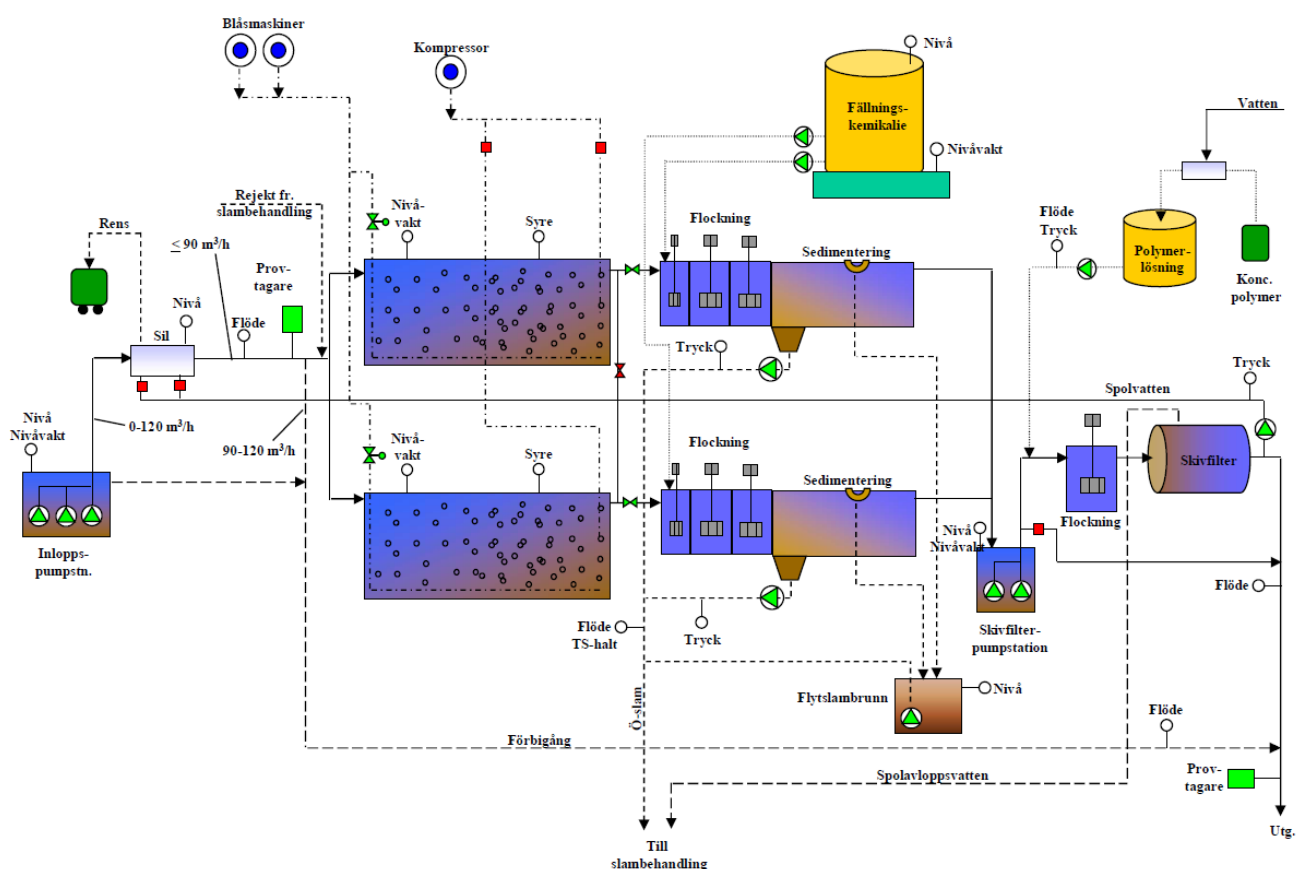 Blåsmaskiner
Kompressor
Nivå
Fällnings-
kemikalie
Nivåvakt
Vatten
Rejekt fr.
slambehandling
Rens
≤ 90 m³/h
Prov-
tagare
Nivå
Sil
Flöde
Nivå-
vakt
Syre
Flockning
Sedimentering
Flöde
Tryck
Polymer-
lösning
Konc.
polymer
Tryck
Tryck
Spolvatten
Nivå
Nivåvakt
0-120 m³/h
90-120 m³/h
Inlopps-
pumpstn.
Nivå-
vakt
Syre
Flockning
Sedimentering
Nivå
Nivåvakt
Flockning
Skivfilter
Flöde
Flöde
TS-halt
Tryck
Skivfilter-
pumpstation
Ö-slam
Flytslambrunn
Nivå
Förbigång
Flöde
Spolavloppsvatten
Prov-
tagare
Utg.
Till
slambehandling